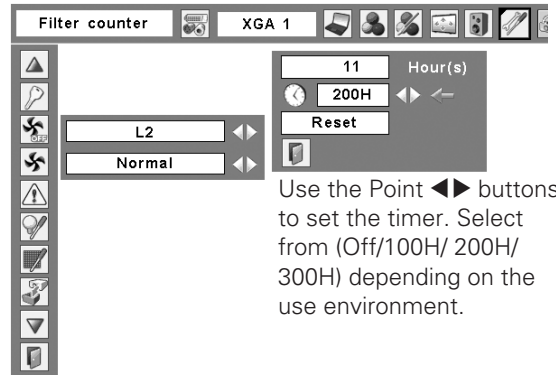 Filter counter
XGA 1
11 Hour(s)
200H
Reset
OFF
L2
Normal
Use the Point ◀▶ buttons
to set the timer. Select
from (Off/100H/ 200H/
300H) depending on the
use environment.